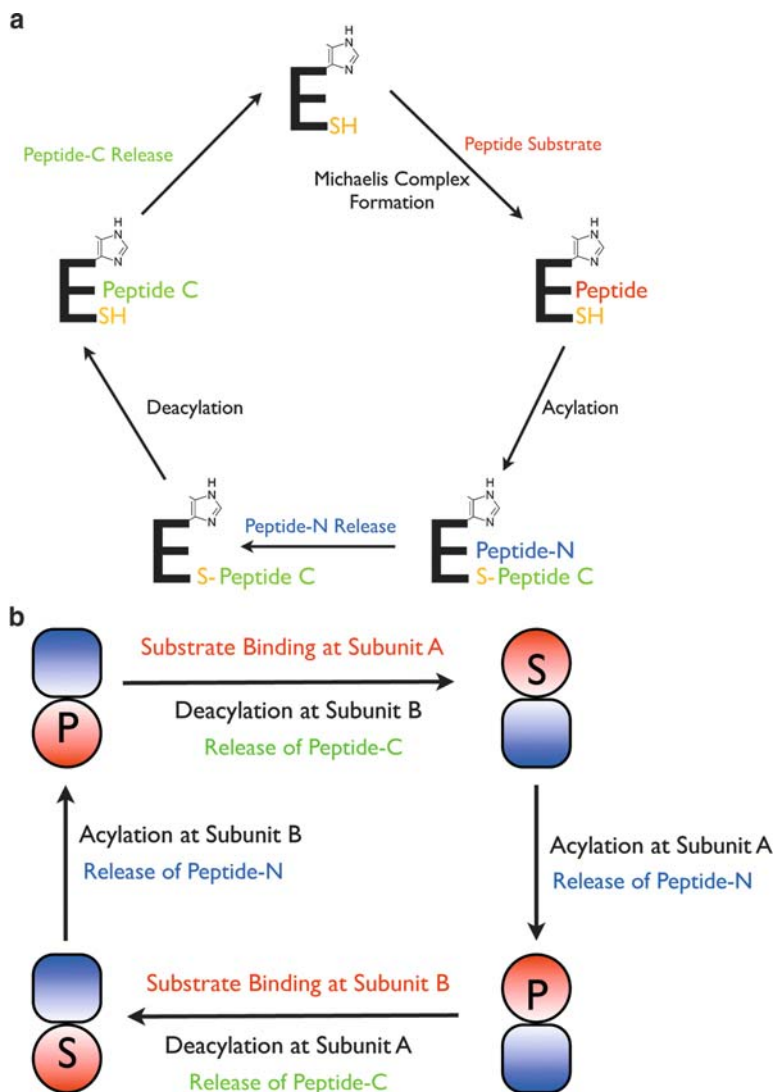 a
H
N
N
E
SH
Peptide-C Release
Peptide Substrate
Michaelis Complex
Formation
H
N
N
E
Peptide C
SH
H
N
N
E
Peptide
SH
Deacylation
Acylation
H
N
N
E
S-Peptide C
Peptide-N Release
H
N
N
E
Peptide-N
S-Peptide C
b
P
Substrate Binding at Subunit A
Deacylation at Subunit B
Release of Peptide-C
S
Acylation at Subunit B
Release of Peptide-N
Acylation at Subunit A
Release of Peptide-N
S
Substrate Binding at Subunit B
Deacylation at Subunit A
Release of Peptide-C
P